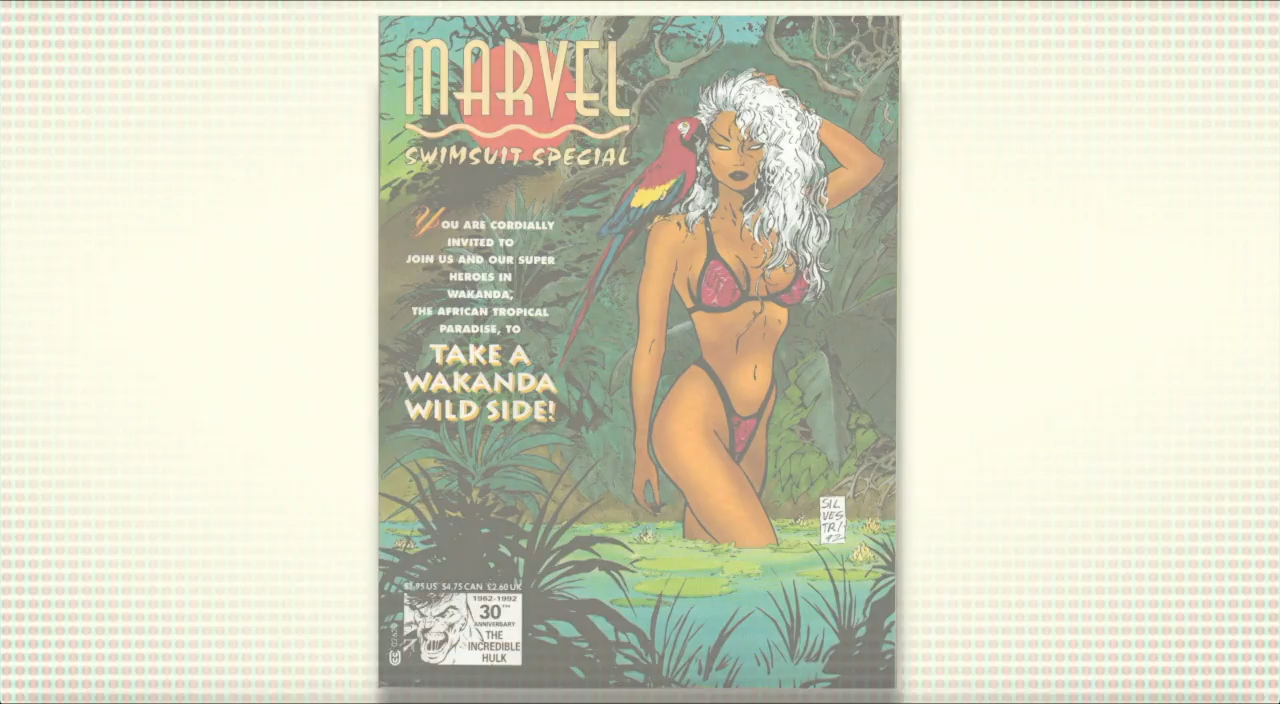 MARVEL
SWIMSUIT SPECIAL
YOU ARE CORDIALLY
INVITED TO
JOIN US AND OUR SUPER
HEROES IN
WAKANDA,
THE AFRICAN TROPICAL
PARADISE, TO
TAKE A
WAKANDA
WILD SIDE!
SIL
VES
TRI
92
$3.95 US $4.75 CAN £2.60 UK
1962-1992
30TH
ANNIVERSARY
THE
INCREDIBLE
HULK